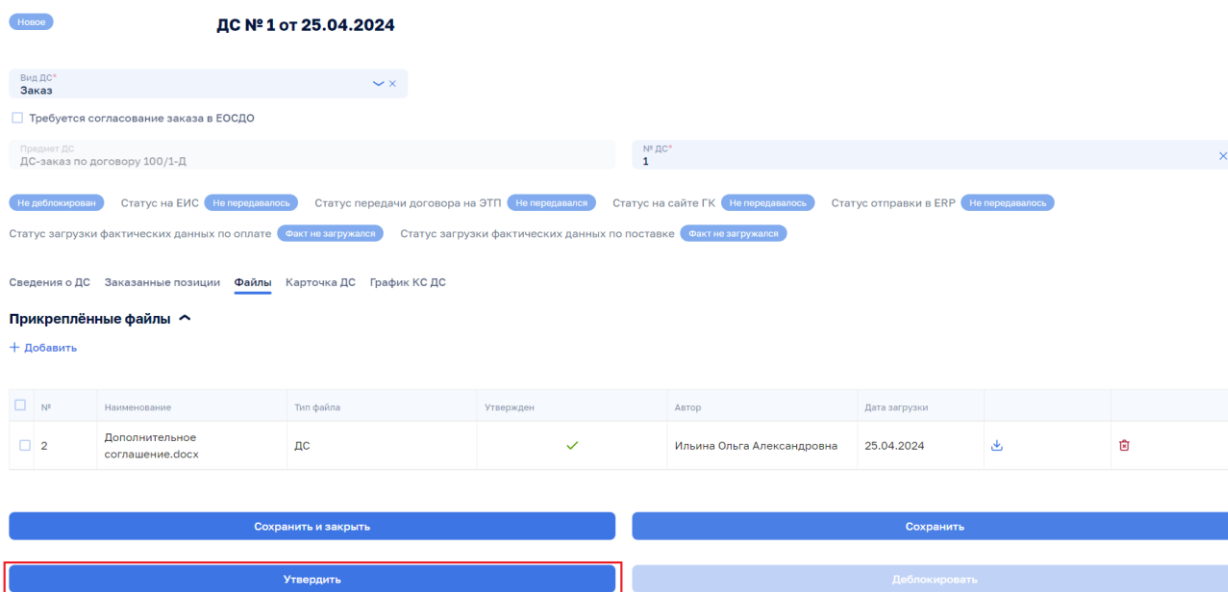 Новое
ДС № 1 от 25.04.2024
Вид ДС*
Заказ
Требуется согласование заказа в ЕОСДО
Предмет ДС
ДС-заказ по договору 100/1-Д
№ ДС*
1
Не деблокирован Статус на ЕИС Не передавалось Статус передачи договора на ЭТП Не передавался Статус на сайте ГК Не передавалось Статус отправки в ERP Не передавалось
Статус загрузки фактических данных по оплате Факт не загружался Статус загрузки фактических данных по поставке Факт не загружался
Сведения о ДС Заказанные позиции Файлы Карточка ДС График КС ДС
Прикреплённые файлы
+ Добавить
№ Наименование Тип файла Утвержден Автор Дата загрузки
2 Дополнительное соглашение.docx ДС Ильина Ольга Александровна 25.04.2024
Сохранить и закрыть Сохранить
Утвердить Деблокировать